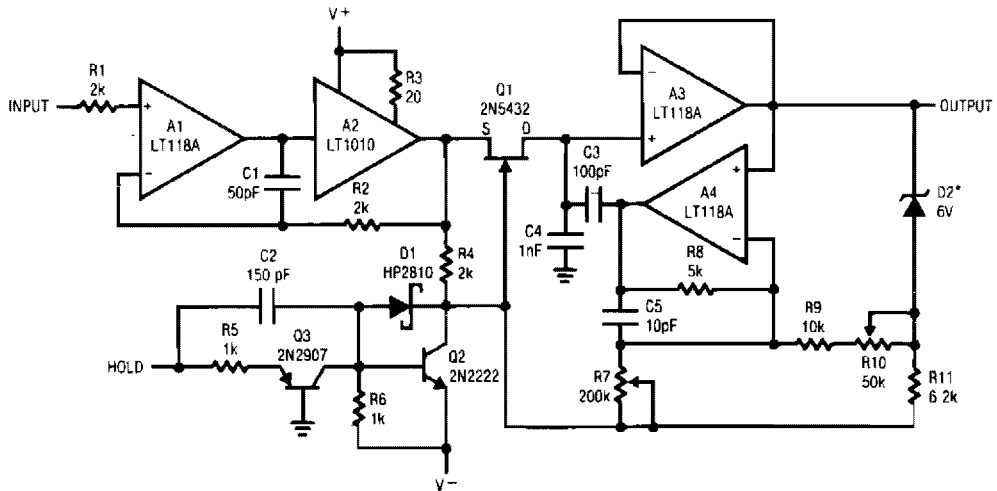 V+
R1
2k
INPUT
+
-
A1
LT118A
C1
50pF
A2
LT1010
R3
20
R2
2k
Q1
2N5432
S
D
C3
100pF
C4
1nF
-
+
A3
LT118A
OUTPUT
+
-
A4
LT118A
D2*
6V
R8
5k
C5
10pF
R9
10k
R10
50k
R11
6.2k
R7
200k
R4
2k
D1
HP2810
C2
150 pF
HOLD
R5
1k
Q3
2N2907
Q2
2N2222
R6
1k
V-